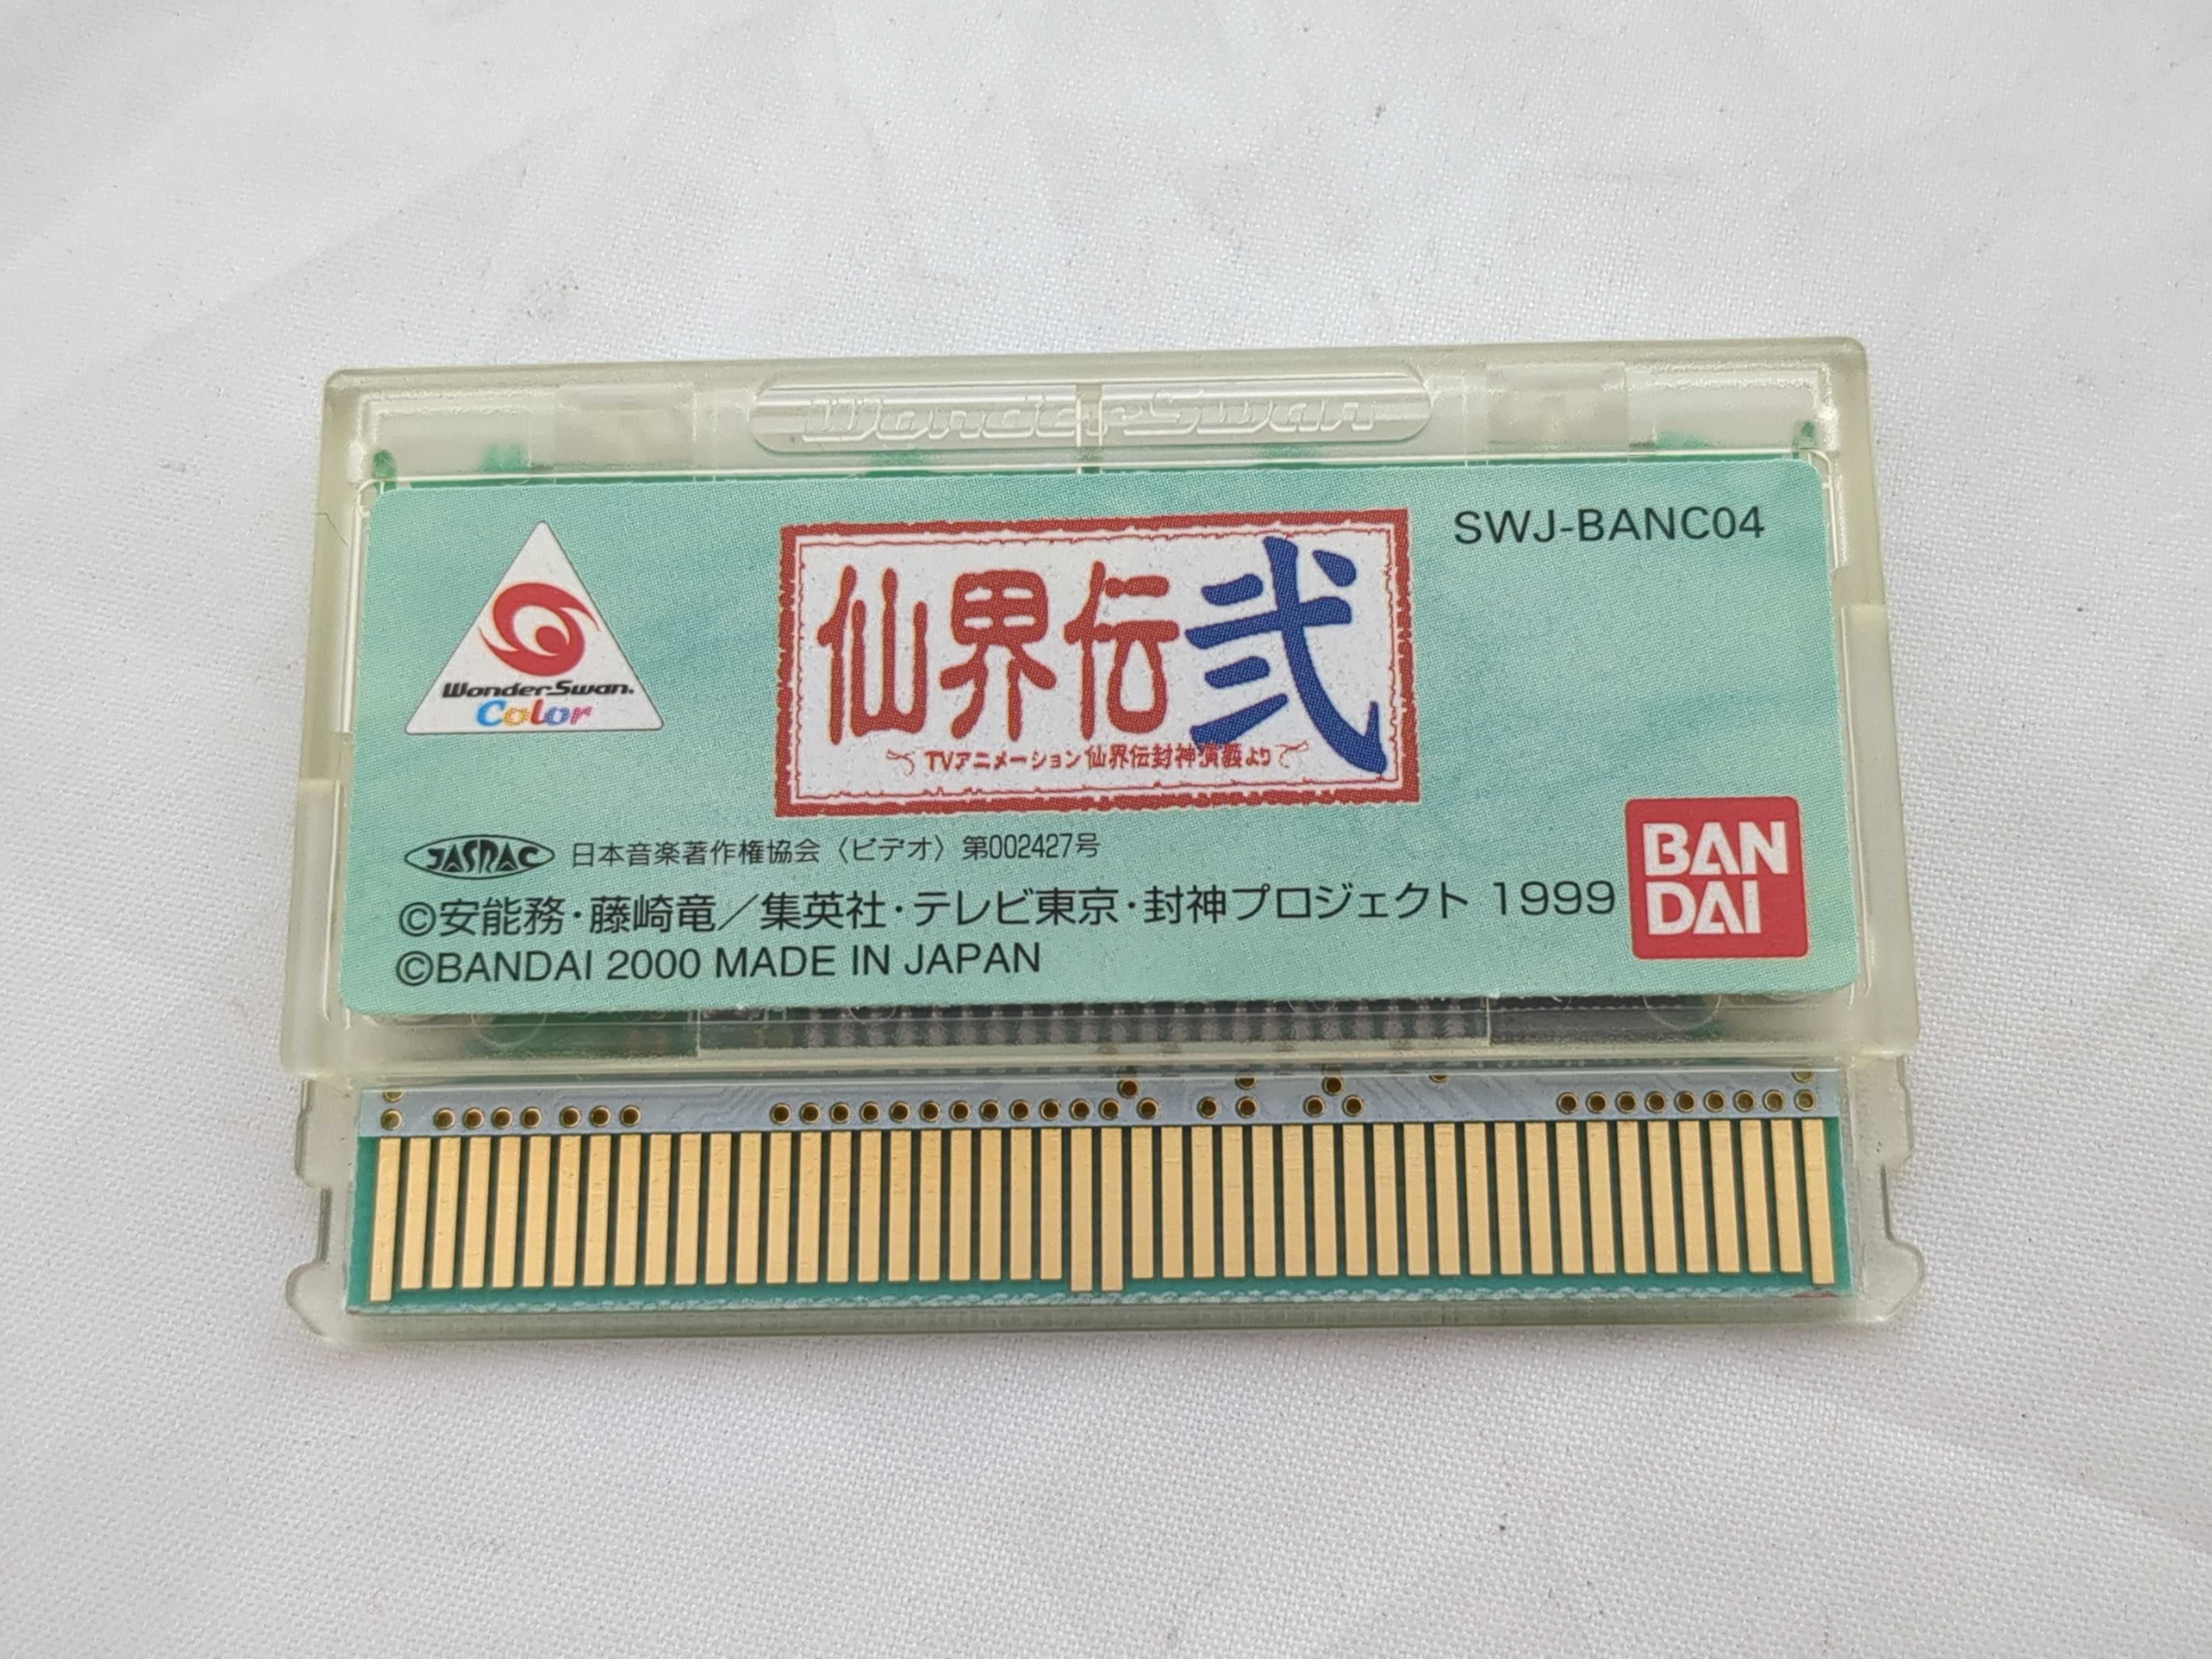 WonderSwan
SWJ-BANC04
WonderSwan.
Color
仙界伝弐
TVアニメーション仙界伝封神演義より
JASRAC 日本音楽著作権協会〈ビデオ〉第002427号
©安能務・藤崎竜／集英社・テレビ東京・封神プロジェクト 1999
©BANDAI 2000 MADE IN JAPAN
BAN
DAI